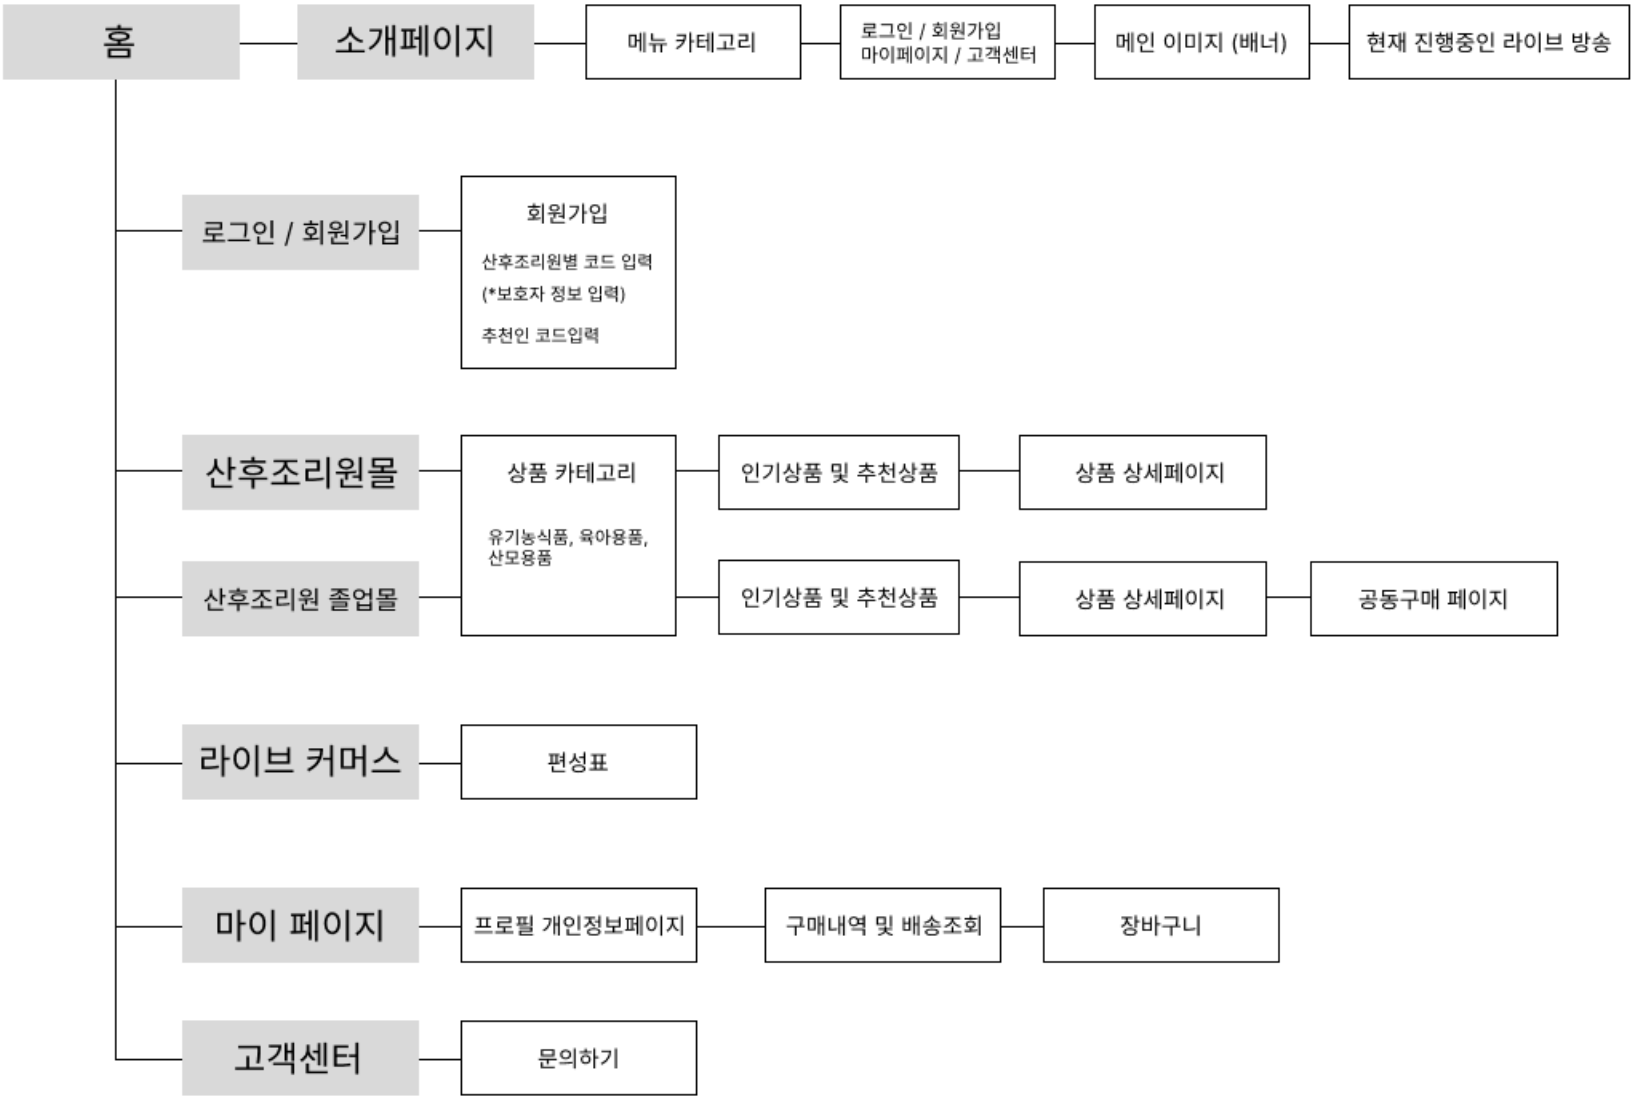 홈
소개페이지
메뉴 카테고리
로그인 / 회원가입
마이페이지 / 고객센터
메인 이미지 (배너)
현재 진행중인 라이브 방송
로그인 / 회원가입
회원가입
산후조리원별 코드 입력
(*보호자 정보 입력)
추천인 코드입력
산후조리원몰
상품 카테고리
유기농식품, 육아용품,
산모용품
인기상품 및 추천상품
상품 상세페이지
산후조리원 졸업몰
인기상품 및 추천상품
상품 상세페이지
공동구매 페이지
라이브 커머스
편성표
마이 페이지
프로필 개인정보페이지
구매내역 및 배송조회
장바구니
고객센터
문의하기